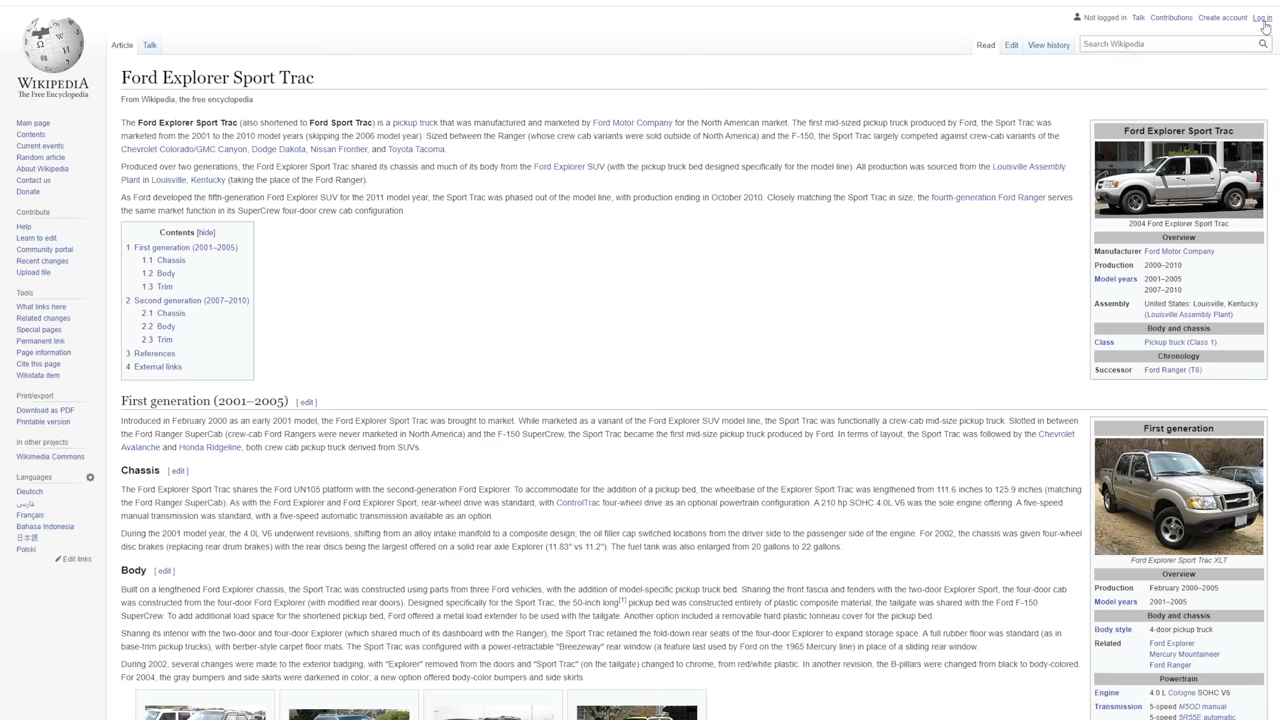 Not logged in Talk Contributions Create account Log in
WIKIPEDIA
The Free Encyclopedia
Article Talk Read Edit View history Search Wikipedia
Main page
Contents
Current events
Random article
About Wikipedia
Contact us
Donate
Contribute
Help
Learn to edit
Community portal
Recent changes
Upload file
Tools
What links here
Related changes
Special pages
Permanent link
Page information
Cite this page
Wikidata item
Print/export
Download as PDF
Printable version
In other projects
Wikimedia Commons
Languages
Deutsch
فارسی
Français
Bahasa Indonesia
日本語
Polski
Edit links
Ford Explorer Sport Trac
From Wikipedia, the free encyclopedia
The Ford Explorer Sport Trac (also shortened to Ford Sport Trac) is a pickup truck that was manufactured and marketed by Ford Motor Company for the North American market. The first mid-sized pickup truck produced by Ford, the Sport Trac was
marketed from the 2001 to the 2010 model years (skipping the 2006 model year). Sized between the Ranger (whose crew cab variants were sold outside of North America) and the F-150, the Sport Trac largely competed against crew-cab variants of the
Chevrolet Colorado/GMC Canyon, Dodge Dakota, Nissan Frontier, and Toyota Tacoma.
Produced over two generations, the Ford Explorer Sport Trac shared its chassis and much of its body from the Ford Explorer SUV (with the pickup truck bed designed specifically for the model line). All production was sourced from the Louisville Assembly
Plant in Louisville, Kentucky (taking the place of the Ford Ranger).
As Ford developed the fifth-generation Ford Explorer SUV for the 2011 model year, the Sport Trac was phased out of the model line, with production ending in October 2010. Closely matching the Sport Trac in size, the fourth-generation Ford Ranger serves
the same market function in its SuperCrew four-door crew cab configuration.
Contents [hide]
1 First generation (2001–2005)
1.1 Chassis
1.2 Body
1.3 Trim
2 Second generation (2007–2010)
2.1 Chassis
2.2 Body
2.3 Trim
3 References
4 External links
First generation (2001–2005) [ edit ]
Introduced in February 2000 as an early 2001 model, the Ford Explorer Sport Trac was brought to market. While marketed as a variant of the Ford Explorer SUV model line, the Sport Trac was functionally a crew-cab mid-size pickup truck. Slotted in between
the Ford Ranger SuperCab (crew-cab Ford Rangers were never marketed in North America) and the F-150 SuperCrew, the Sport Trac became the first mid-size pickup truck produced by Ford. In terms of layout, the Sport Trac was followed by the Chevrolet
Avalanche and Honda Ridgeline, both crew cab pickup truck derived from SUVs.
Chassis [ edit ]
The Ford Explorer Sport Trac shares the Ford UN105 platform with the second-generation Ford Explorer. To accommodate for the addition of a pickup bed, the wheelbase of the Explorer Sport Trac was lengthened from 111.6 inches to 125.9 inches (matching
the Ford Ranger SuperCab). As with the Ford Explorer and Ford Explorer Sport, rear-wheel drive was standard, with ControlTrac four-wheel drive as an optional powertrain configuration. A 210 hp SOHC 4.0L V6 was the sole engine offering. A five-speed
manual transmission was standard, with a five-speed automatic transmission available as an option.
During the 2001 model year, the 4.0L V6 underwent revisions, shifting from an alloy intake manifold to a composite design; the oil filler cap switched locations from the driver side to the passenger side of the engine. For 2002, the chassis was given four-wheel
disc brakes (replacing rear drum brakes) with the rear discs being the largest offered on a solid rear axle Explorer (11.83" vs 11.2"). The fuel tank was also enlarged from 20 gallons to 22 gallons.
Body [ edit ]
Built on a lengthened Ford Explorer chassis, the Sport Trac was constructed using parts from three Ford vehicles, with the addition of model-specific pickup truck bed. Sharing the front fascia and fenders with the two-door Explorer Sport, the four-door cab
was constructed from the four-door Ford Explorer (with modified rear doors). Designed specifically for the Sport Trac, the 50-inch long[1] pickup bed was constructed entirely of plastic composite material; the tailgate was shared with the Ford F-150
SuperCrew. To add additional load space for the shortened pickup bed, Ford offered a metal load extender to be used with the tailgate. Another option included a removable hard plastic tonneau cover for the pickup bed.
Sharing its interior with the two-door and four-door Explorer (which shared much of its dashboard with the Ranger), the Sport Trac retained the fold-down rear seats of the four-door Explorer to expand storage space. A full rubber floor was standard (as in
base-trim pickup trucks), with berber-style carpet floor mats. The Sport Trac was configured with a power-retractable "Breezeway" rear window (a feature last used by Ford on the 1965 Mercury line) in place of a sliding rear window.
During 2002, several changes were made to the exterior badging, with "Explorer" removed from the doors and "Sport Trac" (on the tailgate) changed to chrome, from red/white plastic. In another revision, the B-pillars were changed from black to body-colored.
For 2004, the gray bumpers and side skirts were darkened in color; a new option offered body-color bumpers and side skirts.
Ford Explorer Sport Trac
2004 Ford Explorer Sport Trac
Overview
Manufacturer Ford Motor Company
Production 2000–2010
Model years 2001–2005
2007–2010
Assembly United States: Louisville, Kentucky
(Louisville Assembly Plant)
Body and chassis
Class Pickup truck (Class 1)
Chronology
Successor Ford Ranger (T6)
First generation
Ford Explorer Sport Trac XLT
Overview
Production February 2000–2005
Model years 2001–2005
Body and chassis
Body style 4-door pickup truck
Related Ford Explorer
Mercury Mountaineer
Ford Ranger
Powertrain
Engine 4.0 L Cologne SOHC V6
Transmission 5-speed M5OD manual
5-speed 5R55E automatic